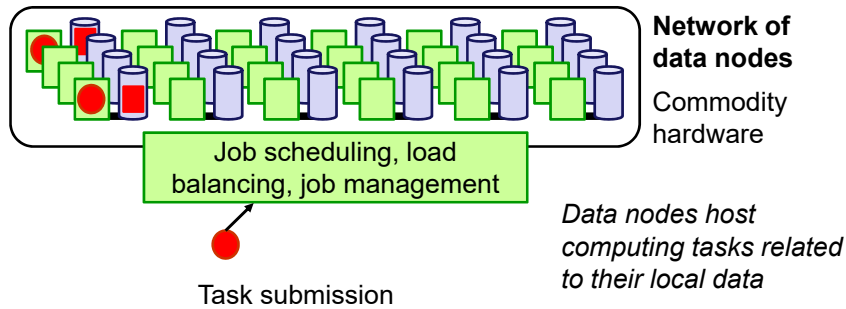 Network of
data nodes
Commodity
hardware
Job scheduling, load
balancing, job management
Data nodes host
computing tasks related
to their local data
Task submission